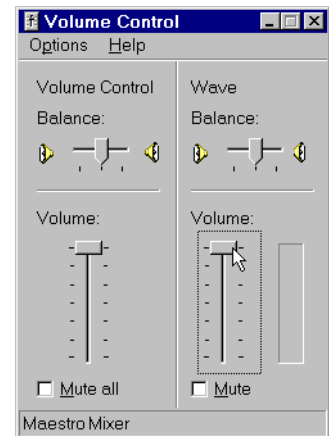 Volume Control
Options Help
Volume Control
Balance:
Volume:
Mute all
Wave
Balance:
Volume:
Mute
Maestro Mixer